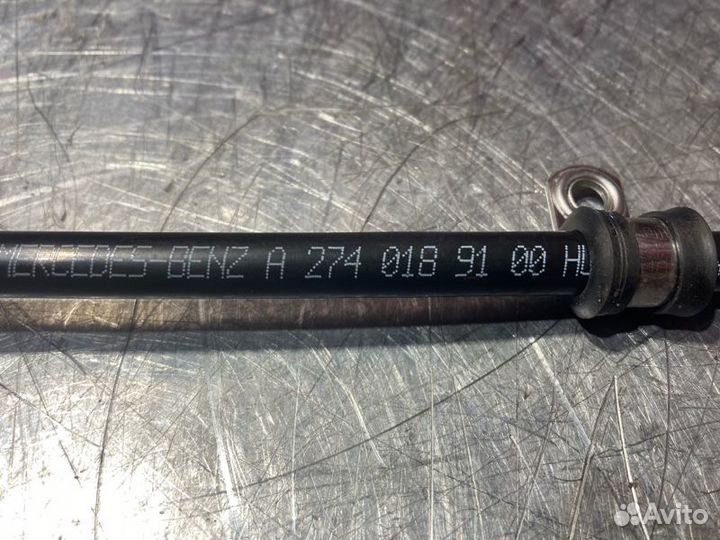 MERCEDES-BENZ A 274 018 91 00
Avito